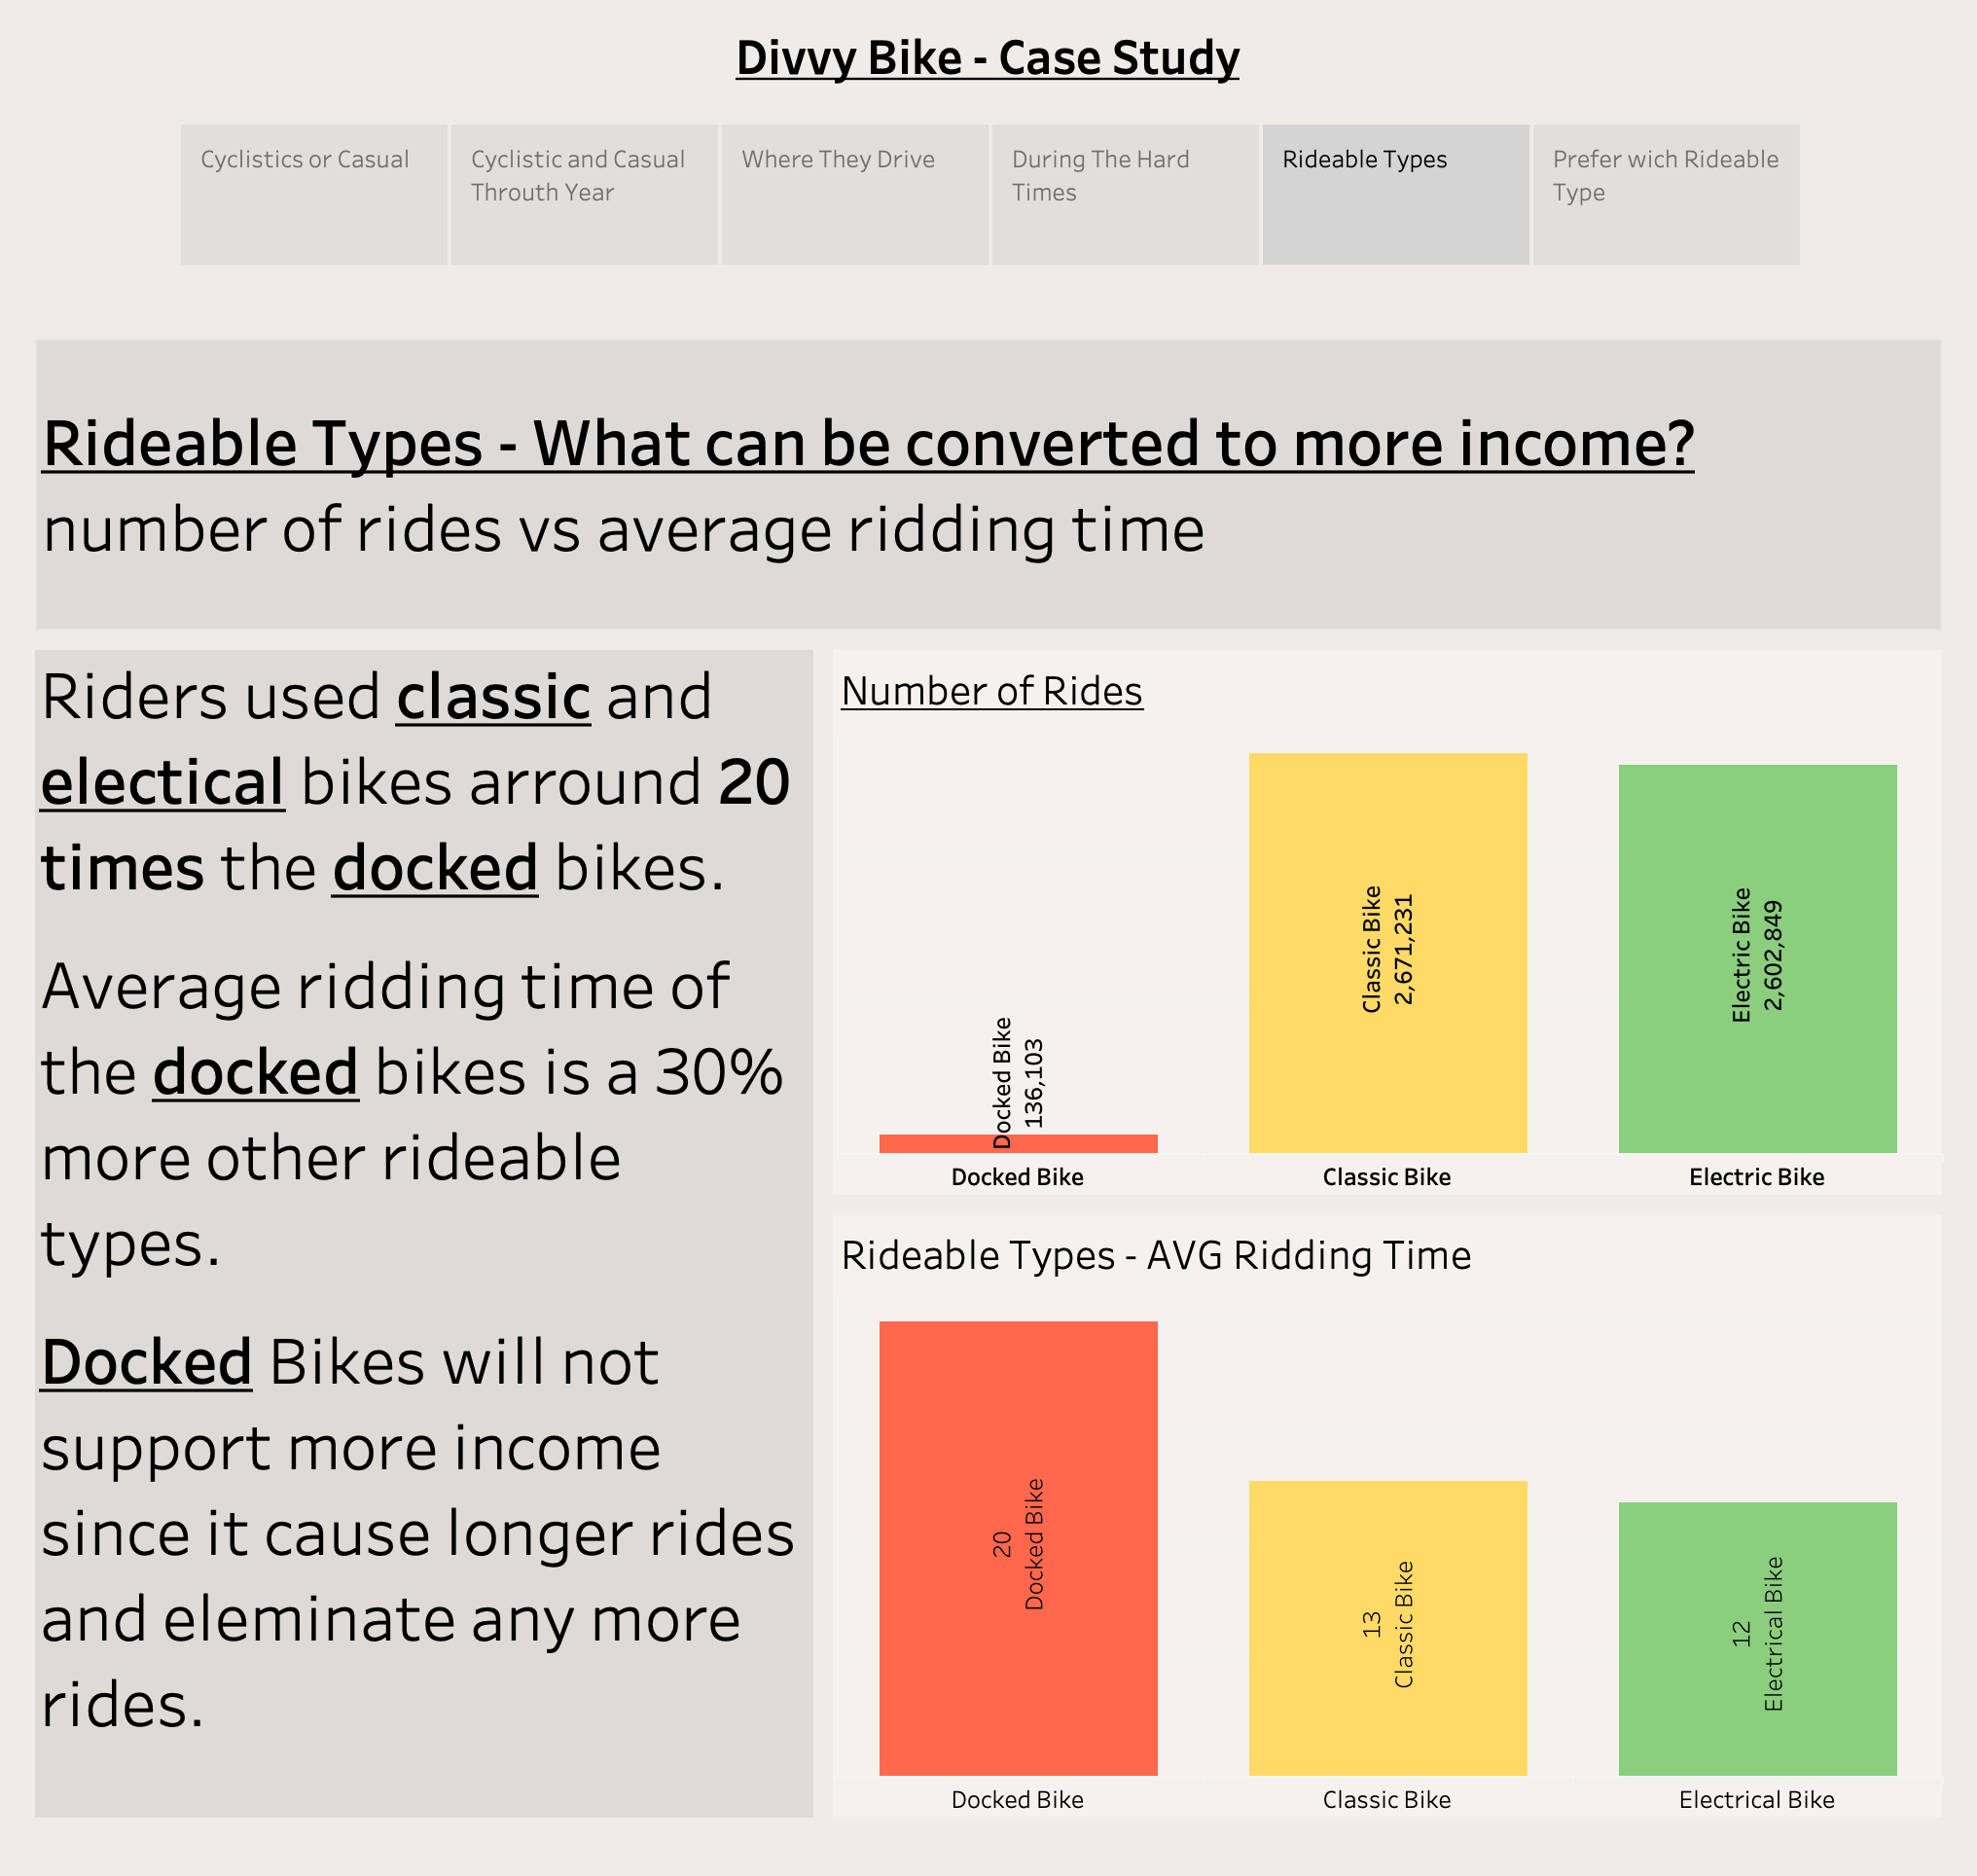 Divvy Bike - Case Study
Cyclistics or Casual
Cyclistic and Casual
Throuth Year
Where They Drive
During The Hard
Times
Rideable Types
Prefer wich Rideable
Type
Rideable Types - What can be converted to more income?
number of rides vs average ridding time
Riders used classic and
electical bikes arround 20
times the docked bikes.
Average ridding time of
the docked bikes is a 30%
more other rideable
types.
Docked Bikes will not
support more income
since it cause longer rides
and eleminate any more
rides.
Number of Rides
Docked Bike
136,103
Classic Bike
2,671,231
Electric Bike
2,602,849
Docked Bike
Classic Bike
Electric Bike
Rideable Types - AVG Ridding Time
20
Docked Bike
13
Classic Bike
12
Electrical Bike
Docked Bike
Classic Bike
Electrical Bike